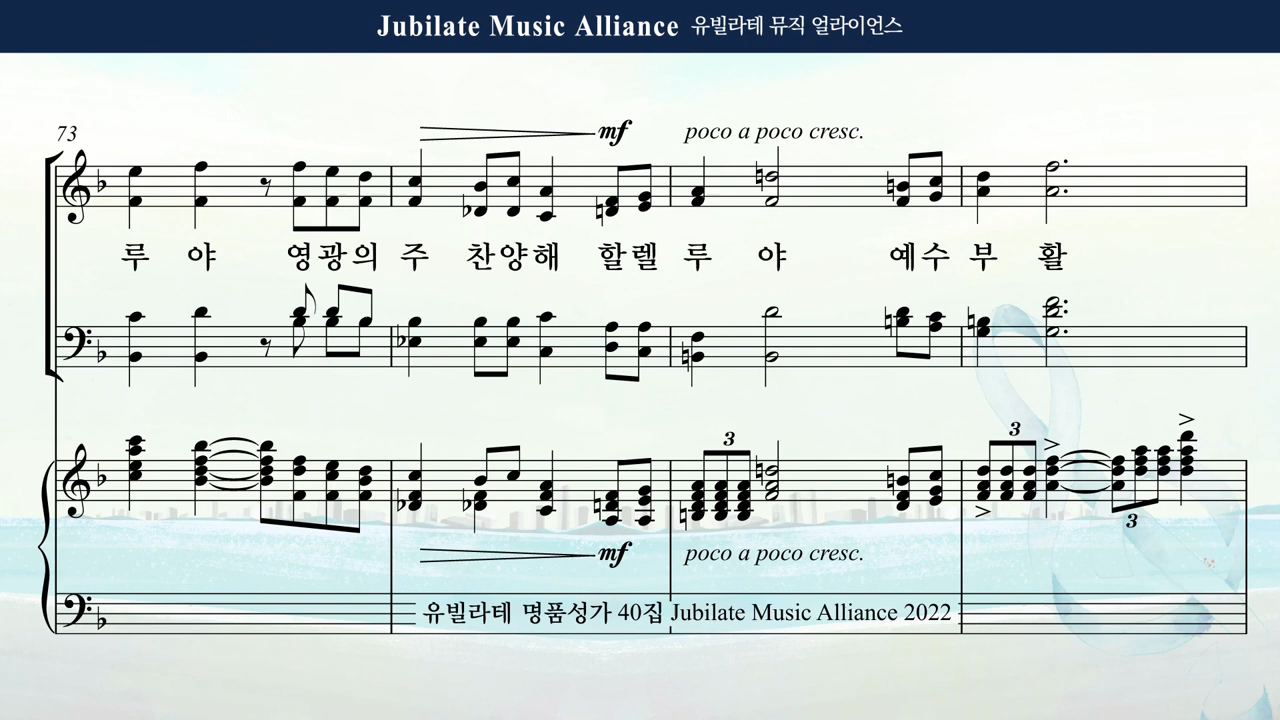 Jubilate Music Alliance 유빌라테 뮤직 얼라이언스
73
mf poco a poco cresc.
루 야 영광의 주 찬양해 할렐 루 야 예수 부 활
3 3
3
mf poco a poco cresc.
유빌라테 명품성가 40집 Jubilate Music Alliance 2022